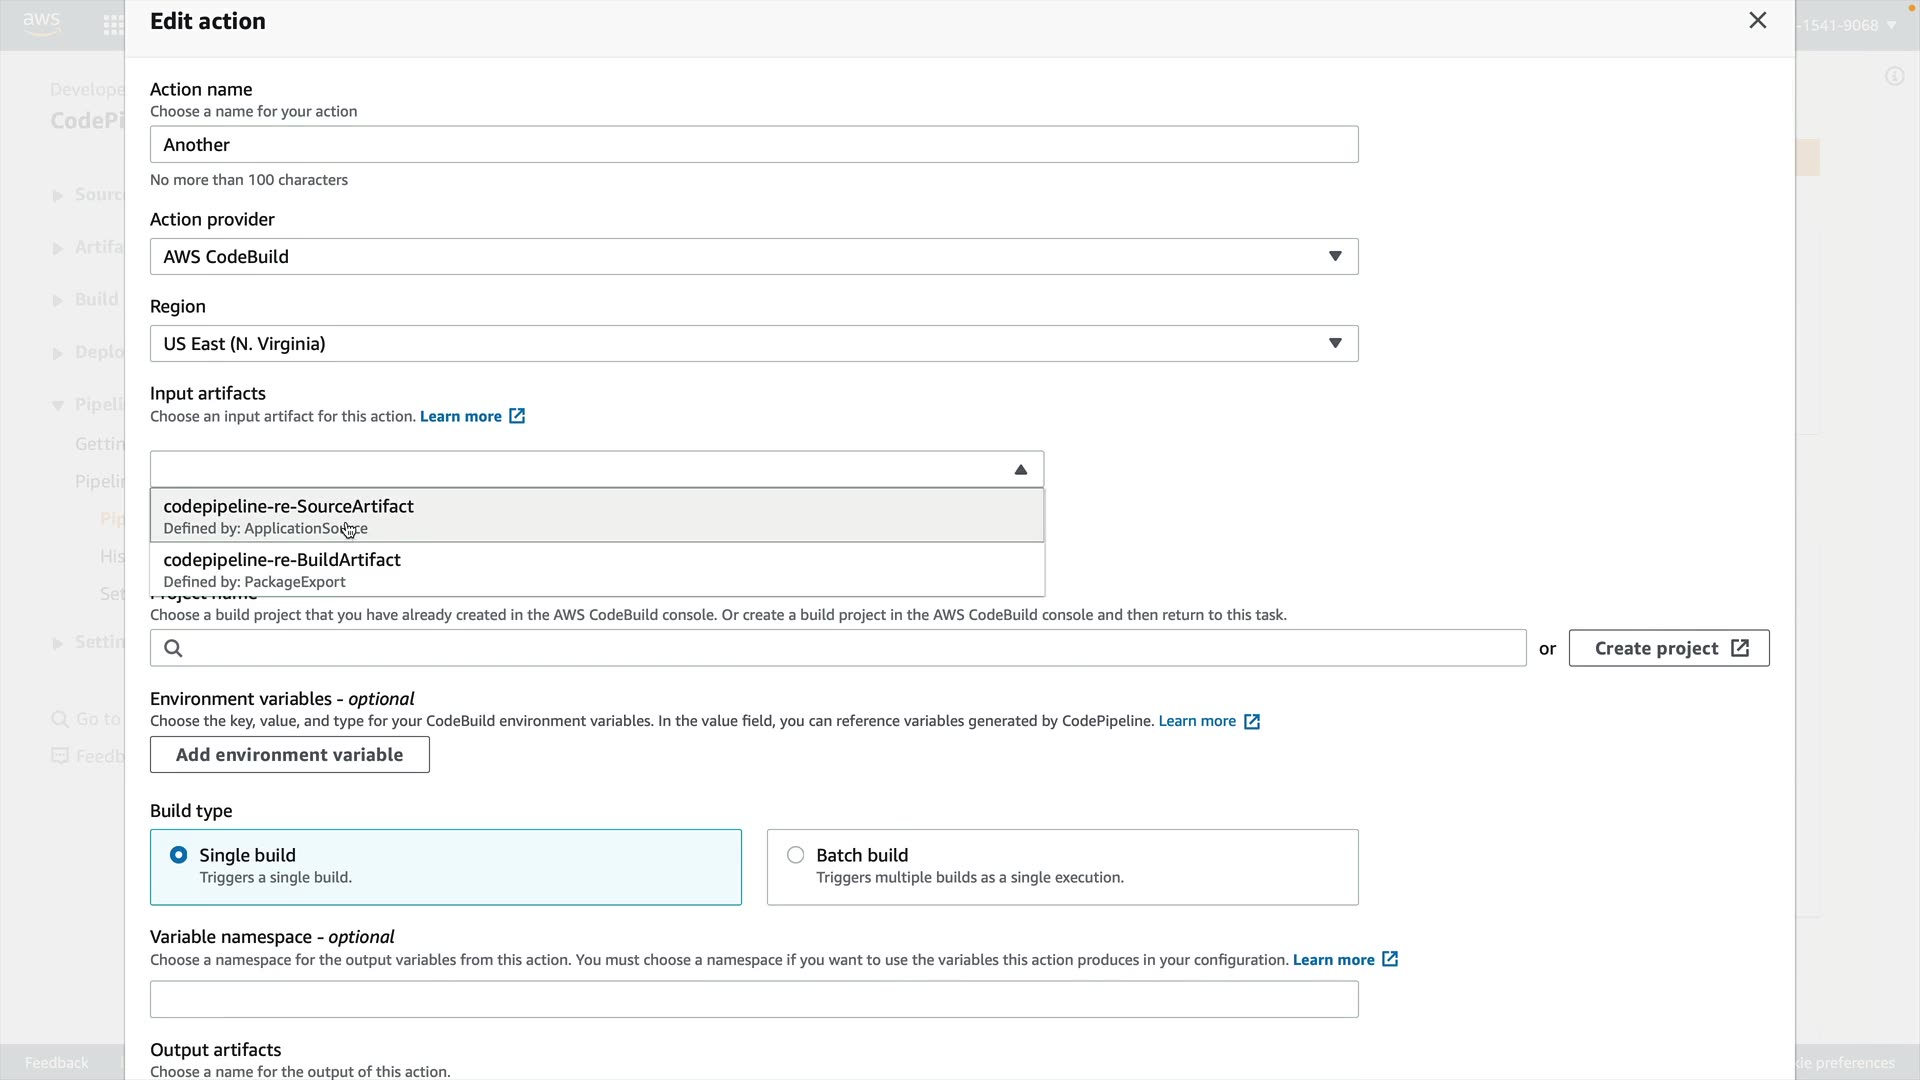 aws
Edit action
-1541-9068
Develope
CodePi
Action name
Choose a name for your action
Another
No more than 100 characters
Sourc
Action provider
Artifa
AWS CodeBuild
Build
Region
US East (N. Virginia)
Deplo
Input artifacts
Pipeli
Choose an input artifact for this action. Learn more
Gettin
Pipelin
codepipeline-re-SourceArtifact
Pip
Defined by: ApplicationSource
codepipeline-re-BuildArtifact
His
Defined by: PackageExport
Set
Project name
Choose a build project that you have already created in the AWS CodeBuild console. Or create a build project in the AWS CodeBuild console and then return to this task.
Settin
or
Create project
Environment variables - optional
Go to
Choose the key, value, and type for your CodeBuild environment variables. In the value field, you can reference variables generated by CodePipeline. Learn more
Feedb
Add environment variable
Build type
Single build
Triggers a single build.
Batch build
Triggers multiple builds as a single execution.
Variable namespace - optional
Choose a namespace for the output variables from this action. You must choose a namespace if you want to use the variables this action produces in your configuration. Learn more
Output artifacts
Choose a name for the output of this action.
Feedback
kie preferences